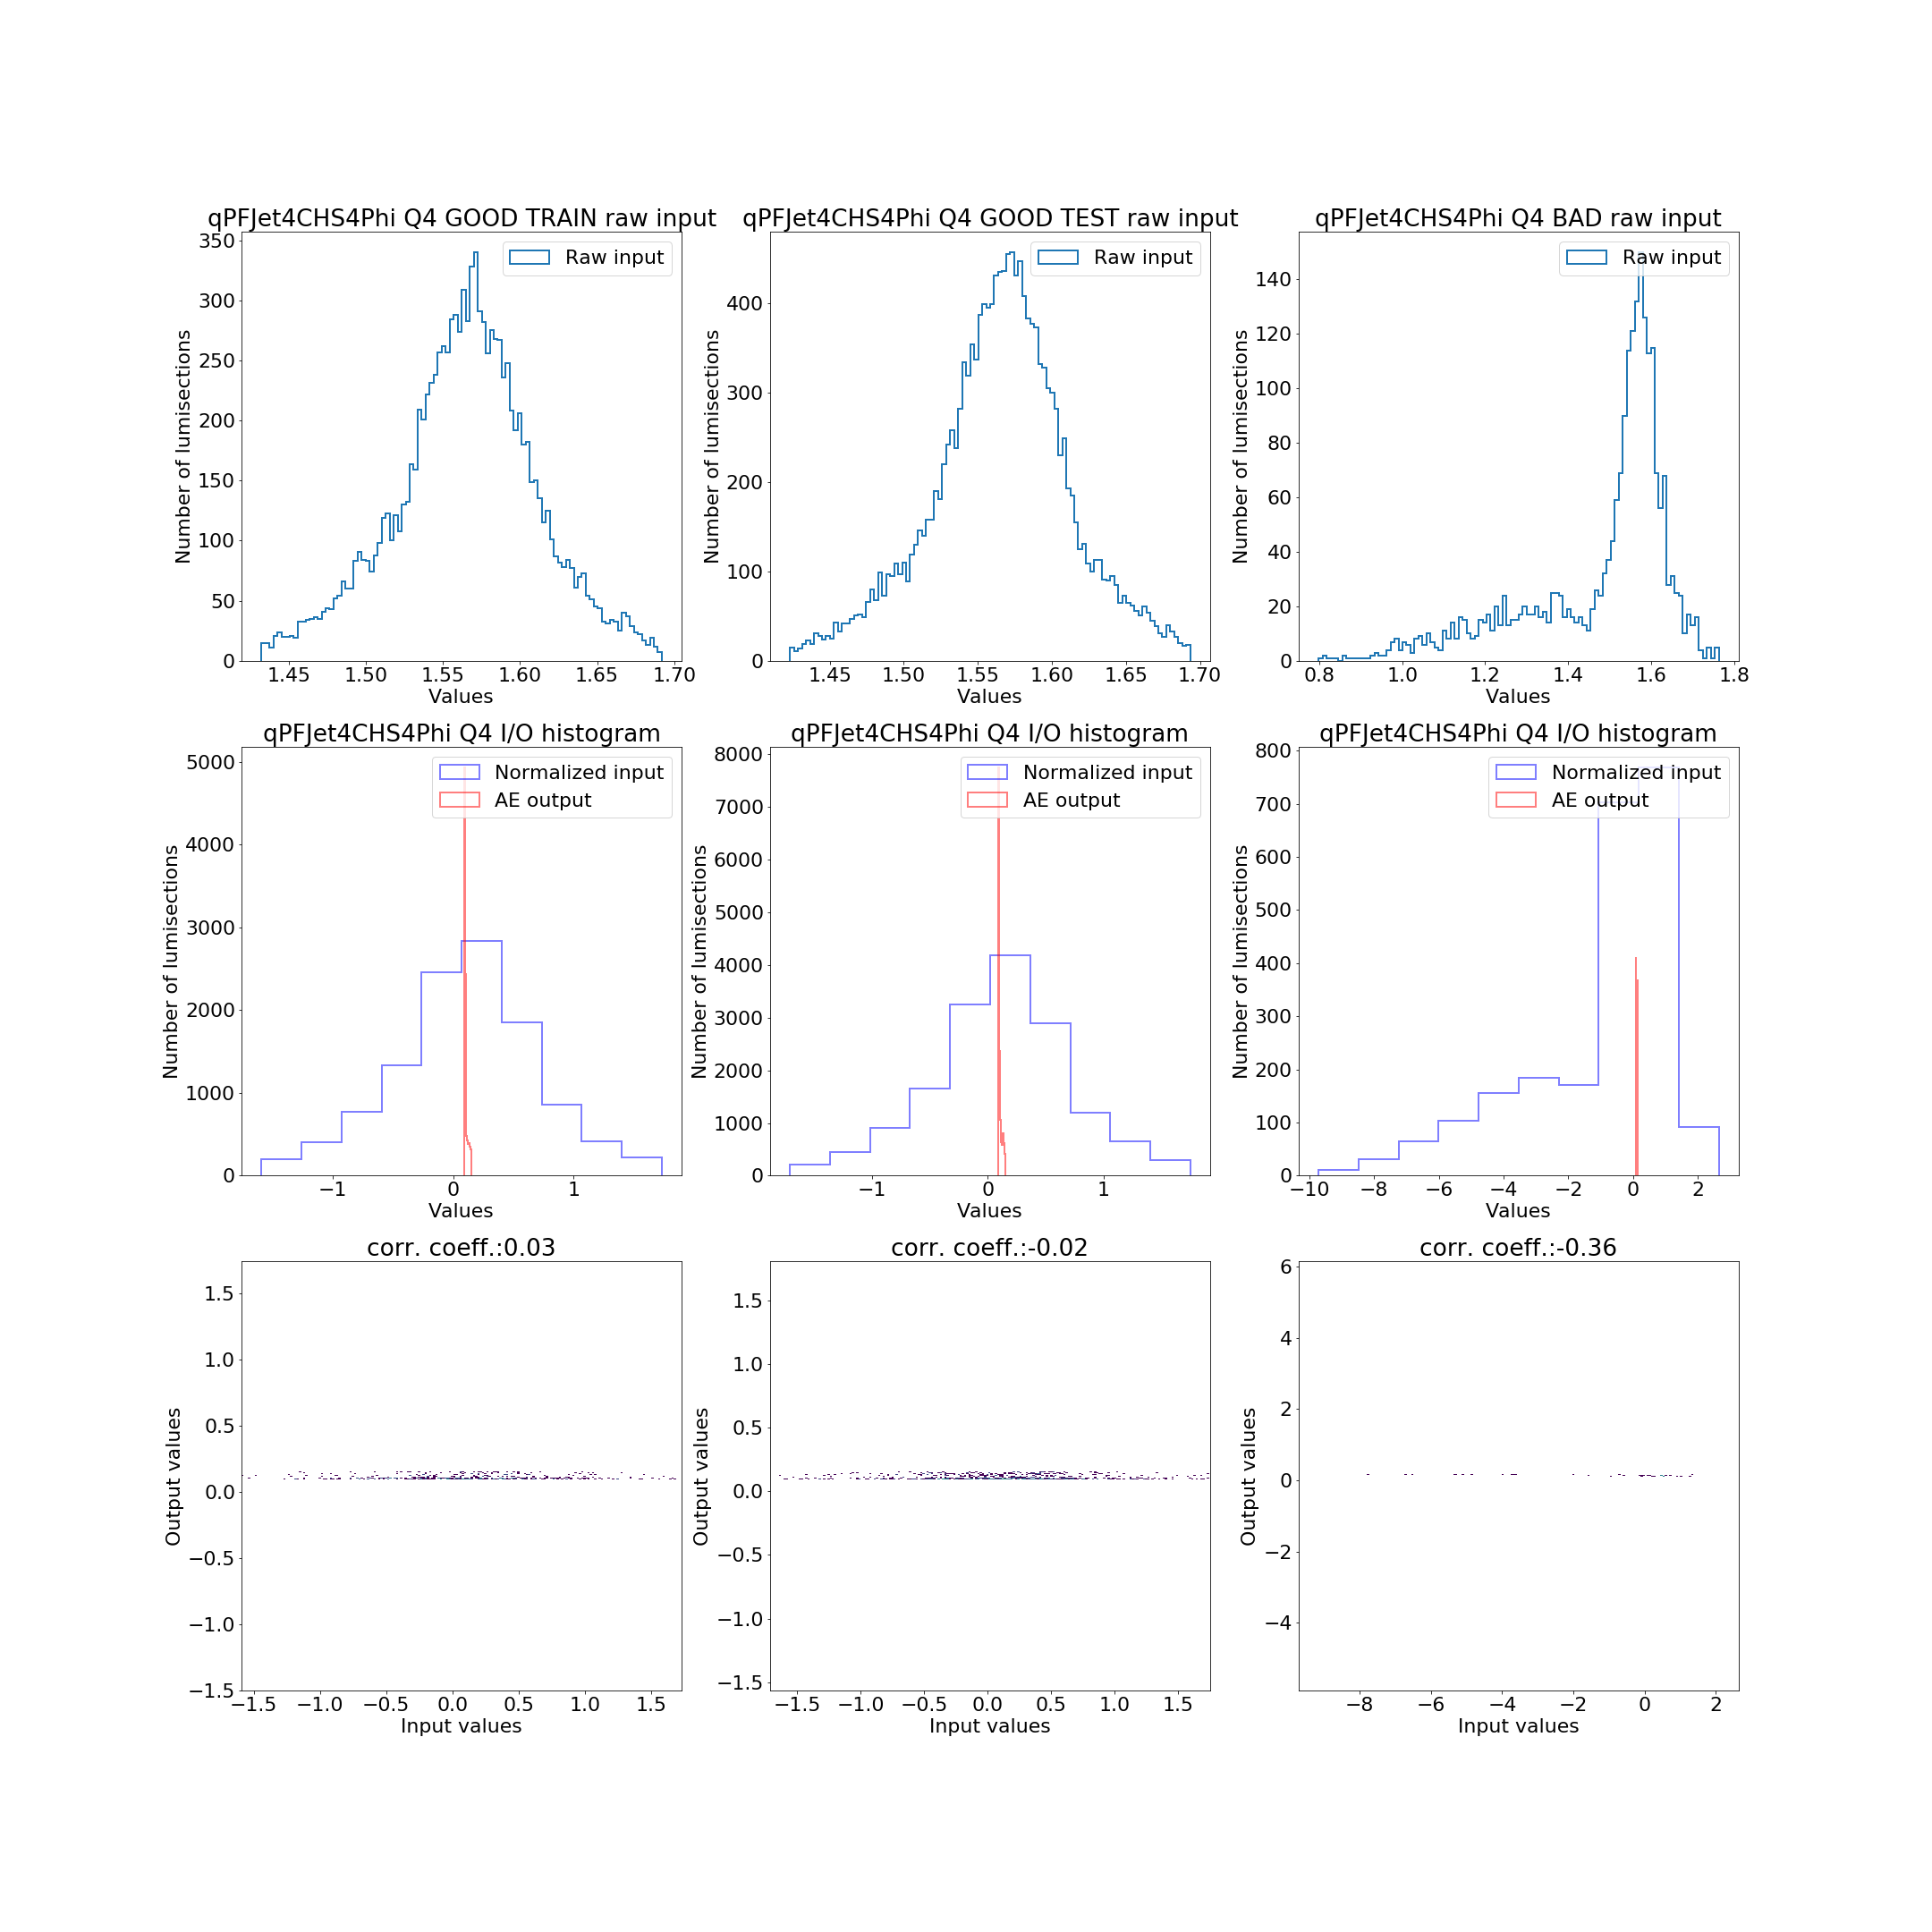 qPFJet4CHS4Phi Q4 GOOD TRAIN raw input
Raw input
Number of lumisections
350
300
250
200
150
100
50
0
1.45 1.50 1.55 1.60 1.65 1.70
Values
qPFJet4CHS4Phi Q4 GOOD TEST raw input
Raw input
Number of lumisections
400
300
200
100
0
1.45 1.50 1.55 1.60 1.65 1.70
Values
qPFJet4CHS4Phi Q4 BAD raw input
Raw input
Number of lumisections
140
120
100
80
60
40
20
0
0.8 1.0 1.2 1.4 1.6 1.8
Values
qPFJet4CHS4Phi Q4 I/O histogram
Normalized input
AE output
Number of lumisections
5000
4000
3000
2000
1000
0
−1 0 1
Values
qPFJet4CHS4Phi Q4 I/O histogram
Normalized input
AE output
Number of lumisections
8000
7000
6000
5000
4000
3000
2000
1000
0
−1 0 1
Values
qPFJet4CHS4Phi Q4 I/O histogram
Normalized input
AE output
Number of lumisections
800
700
600
500
400
300
200
100
0
−10 −8 −6 −4 −2 0 2
Values
corr. coeff.:0.03
Output values
1.5
1.0
0.5
0.0
−0.5
−1.0
−1.5
−1.5 −1.0 −0.5 0.0 0.5 1.0 1.5
Input values
corr. coeff.:-0.02
Output values
1.5
1.0
0.5
0.0
−0.5
−1.0
−1.5
−1.5 −1.0 −0.5 0.0 0.5 1.0 1.5
Input values
corr. coeff.:-0.36
Output values
6
4
2
0
−2
−4
−8 −6 −4 −2 0 2
Input values